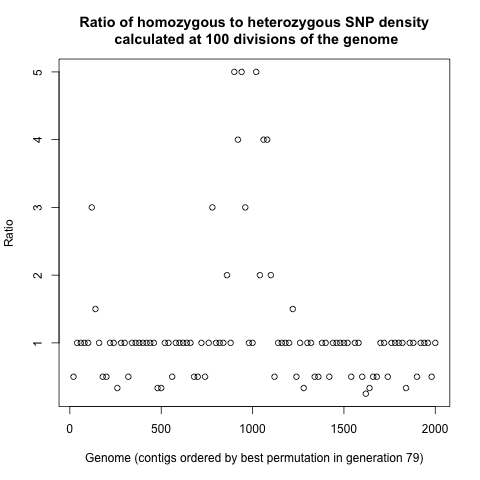 Ratio of homozygous to heterozygous SNP density
calculated at 100 divisions of the genome
5
4
3
2
1
Ratio
0
500
1000
1500
2000
Genome (contigs ordered by best permutation in generation 79)